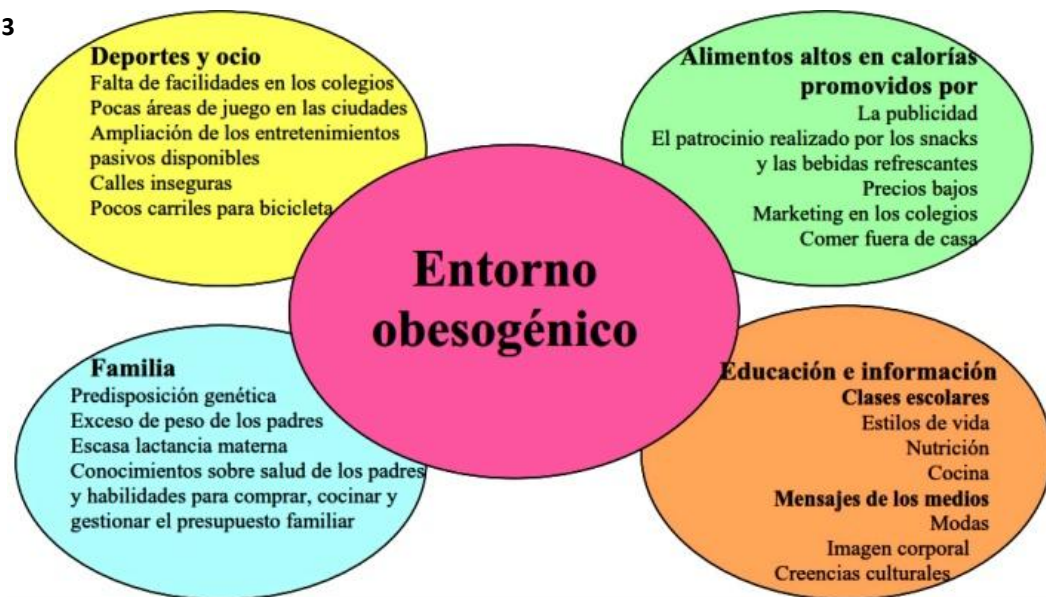 3
Deportes y ocio
Falta de facilidades en los colegios
Pocas áreas de juego en las ciudades
Ampliación de los entretenimientos
pasivos disponibles
Calles inseguras
Pocos carriles para bicicleta
Alimentos altos en calorías
promovidos por
La publicidad
El patrocinio realizado por los snacks
y las bebidas refrescantes
Precios bajos
Marketing en los colegios
Comer fuera de casa
Entorno
obesogénico
Familia
Predisposición genética
Exceso de peso de los padres
Escasa lactancia materna
Conocimientos sobre salud de los padres
y habilidades para comprar, cocinar y
gestionar el presupuesto familiar
Educación e información
Clases escolares
Estilos de vida
Nutrición
Cocina
Mensajes de los medios
Modas
Imagen corporal
Creencias culturales